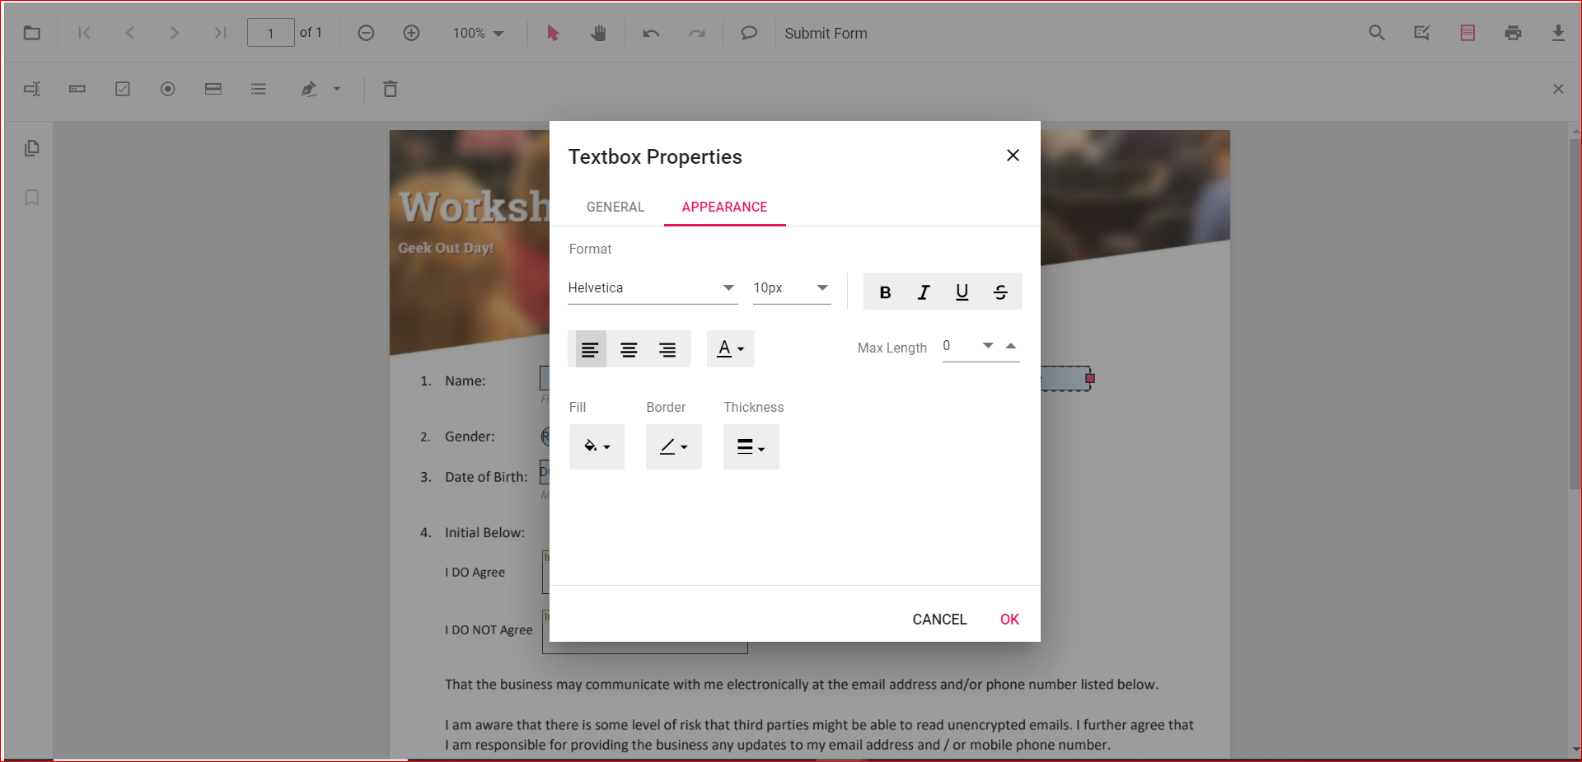 1 of 1 100% Submit Form
Worksh
Geek Out Day!
Textbox Properties
GENERAL APPEARANCE
Format
Helvetica 10px B I U S
A Max Length 0
Fill Border Thickness
CANCEL OK
1. Name:
2. Gender:
3. Date of Birth:
4. Initial Below:
I DO Agree
I DO NOT Agree
That the business may communicate with me electronically at the email address and/or phone number listed below.
I am aware that there is some level of risk that third parties might be able to read unencrypted emails. I further agree that
I am responsible for providing the business any updates to my email address and / or mobile phone number.